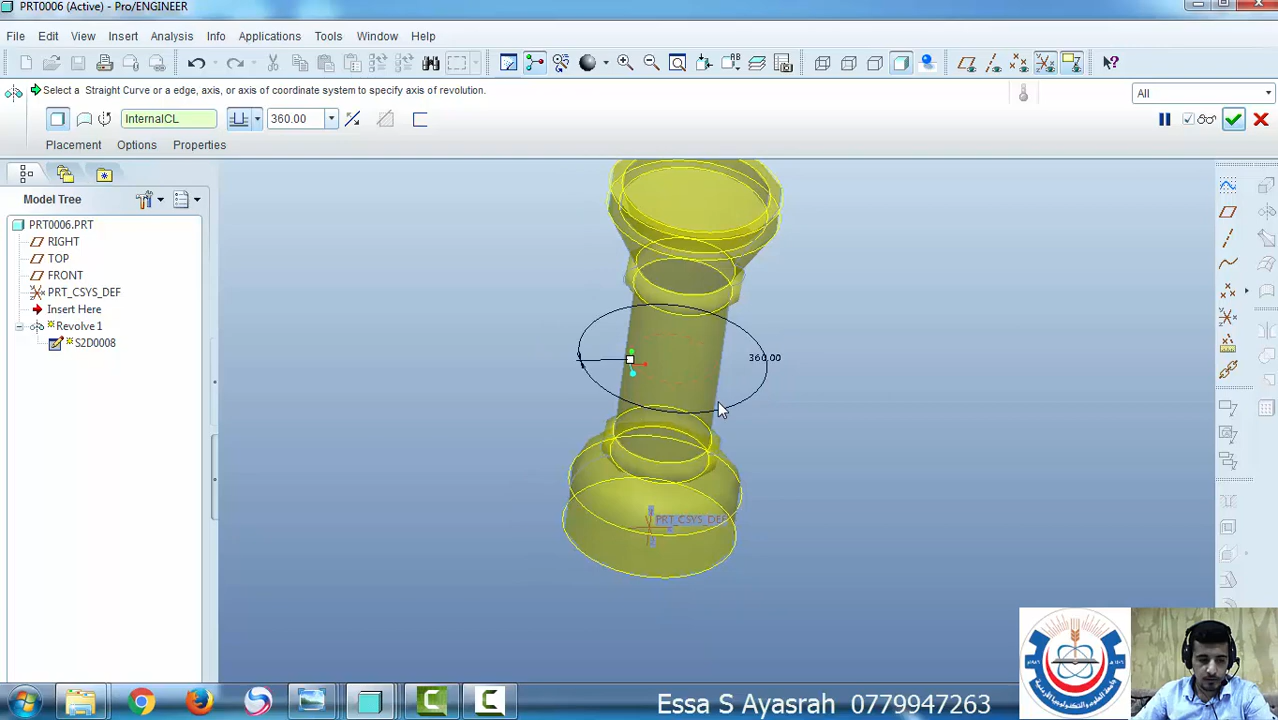 PRT0006 (Active) - Pro/ENGINEER
File Edit View Insert Analysis Info Applications Tools Window Help
Select a Straight Curve or a edge, axis, or axis of coordinate system to specify axis of revolution.
All
InternalCL
360.00
Placement Options Properties
Model Tree
PRT0006.PRT
RIGHT
TOP
FRONT
PRT_CSYS_DEF
Insert Here
Revolve 1
S2D0008
360.00
PRT_CSYS_DEF
Essa S Ayasrah 0779947263